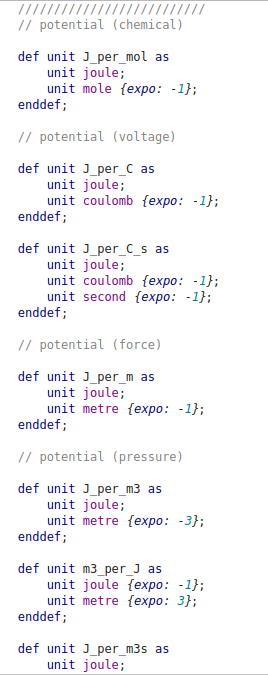 //////////////////////////
// potential (chemical)
def unit J_per_mol as
unit joule;
unit mole {expo: -1};
enddef;
// potential (voltage)
def unit J_per_C as
unit joule;
unit coulomb {expo: -1};
enddef;
def unit J_per_C_s as
unit joule;
unit coulomb {expo: -1};
unit second {expo: -1};
enddef;
// potential (force)
def unit J_per_m as
unit joule;
unit metre {expo: -1};
enddef;
// potential (pressure)
def unit J_per_m3 as
unit joule;
unit metre {expo: -3};
enddef;
def unit m3_per_J as
unit joule {expo: -1};
unit metre {expo: 3};
enddef;
def unit J_per_m3s as
unit joule;